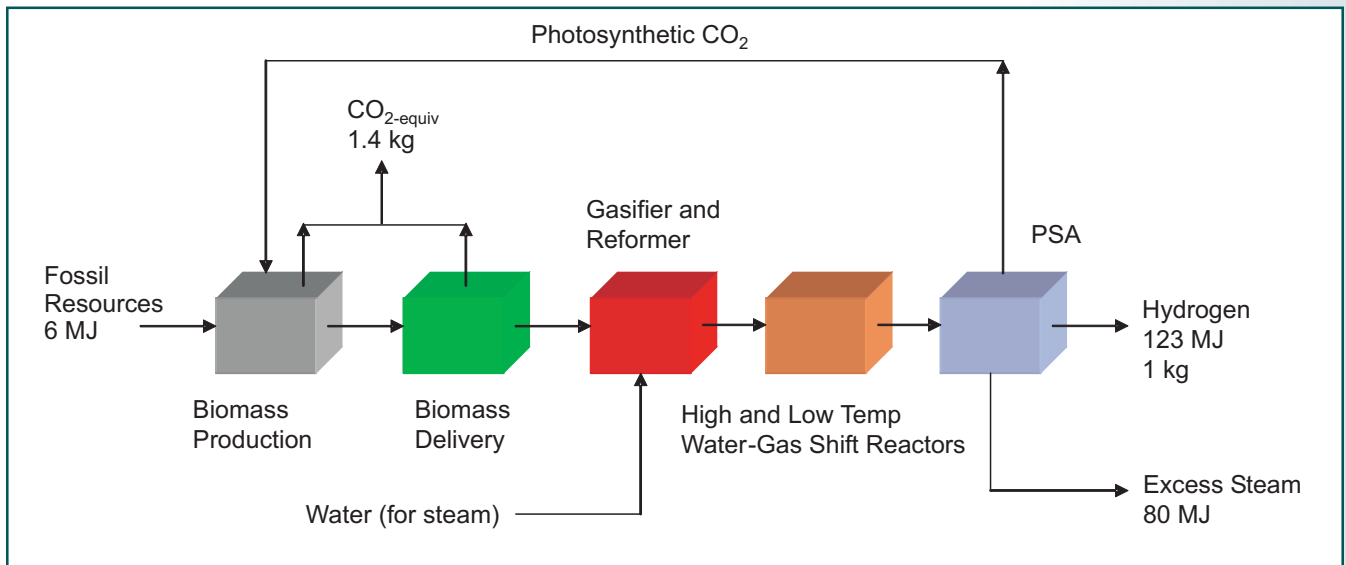 Photosynthetic CO₂
CO₂₋equiv
1.4 kg
Gasifier and
Reformer
PSA
Fossil
Resources
6 MJ
Hydrogen
123 MJ
1 kg
Biomass
Production
Biomass
Delivery
High and Low Temp
Water-Gas Shift Reactors
Water (for steam)
Excess Steam
80 MJ